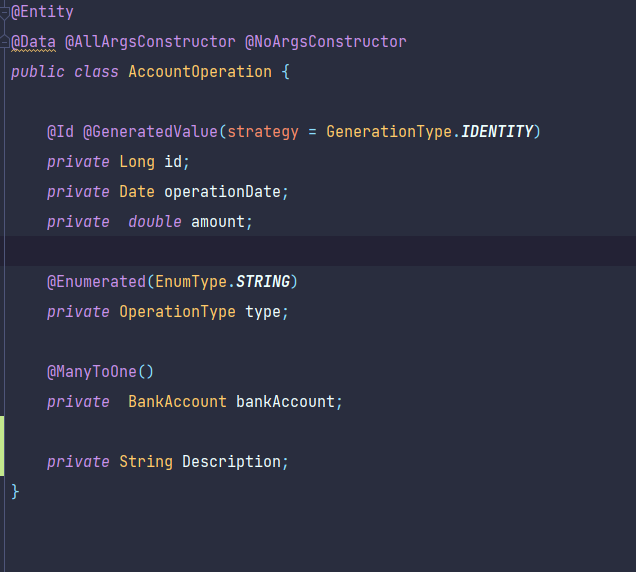 @Entity
@Data @AllArgsConstructor @NoArgsConstructor
public class AccountOperation {
@Id @GeneratedValue(strategy = GenerationType.IDENTITY)
private Long id;
private Date operationDate;
private  double amount;
@Enumerated(EnumType.STRING)
private OperationType type;
@ManyToOne()
private  BankAccount bankAccount;
private String Description;
}